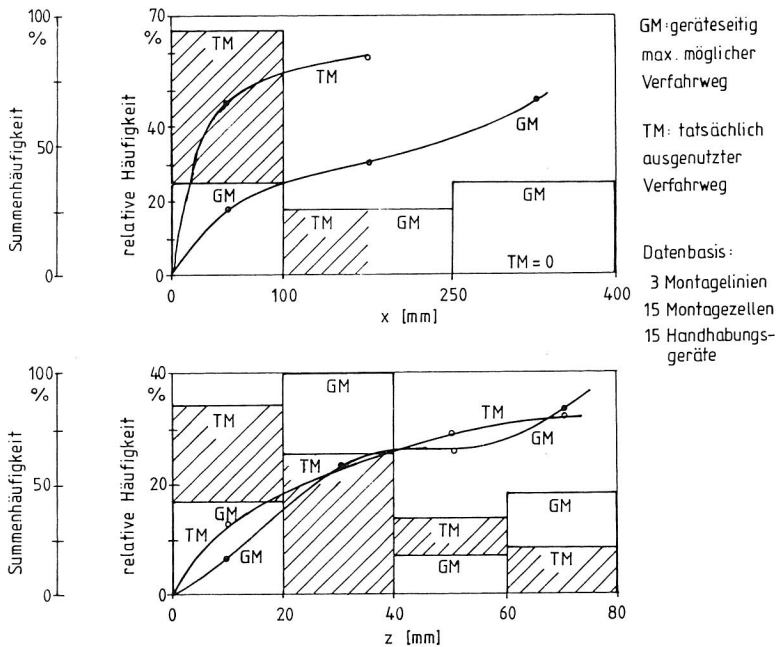 100
%
50
0
Summenhäufigkeit
70
%
40
20
0
relative Häufigkeit
TM
TM
GM
GM
TM
GM
GM
TM = 0
0
100
250
400
x [mm]
GM: geräteseitig
max. möglicher
Verfahrweg
TM: tatsächlich
ausgenutzter
Verfahrweg
Datenbasis:
3 Montagelinien
15 Montagezellen
15 Handhabungs-
geräte
100
%
50
0
Summenhäufigkeit
40
%
20
0
relative Häufigkeit
GM
TM
TM
GM
TM
GM
TM
GM
TM
GM
GM
TM
0
20
40
60
80
z [mm]